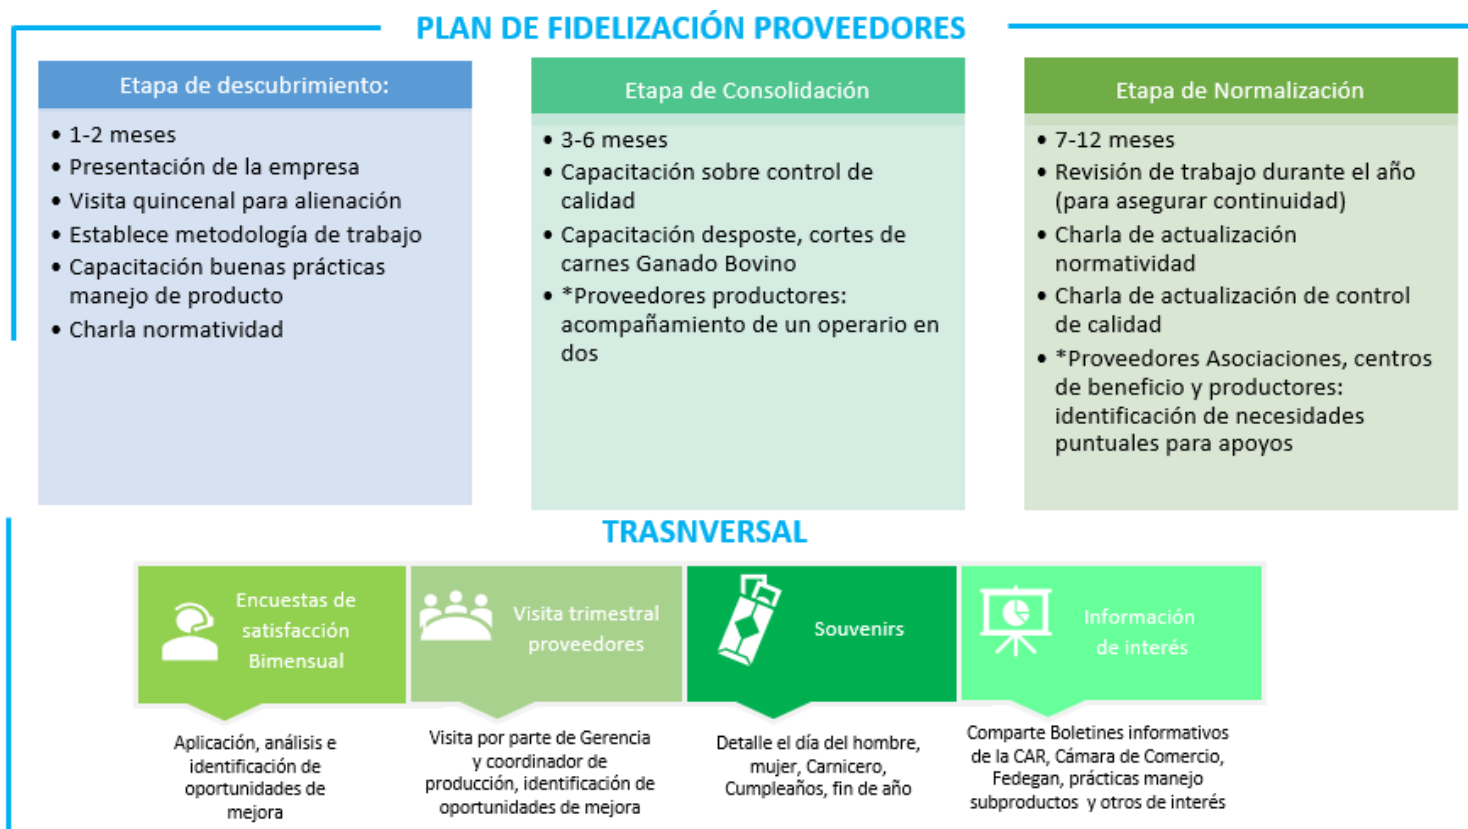 PLAN DE FIDELIZACIÓN PROVEEDORES
Etapa de descubrimiento:
• 1-2 meses
• Presentación de la empresa
• Visita quincenal para alienación
• Establece metodología de trabajo
• Capacitación buenas prácticas
manejo de producto
• Charla normatividad
Etapa de Consolidación
• 3-6 meses
• Capacitación sobre control de
calidad
• Capacitación desposte, cortes de
carnes Ganado Bovino
• *Proveedores productores:
acompañamiento de un operario en
dos
Etapa de Normalización
• 7-12 meses
• Revisión de trabajo durante el año
(para asegurar continuidad)
• Charla de actualización
normatividad
• Charla de actualización de control
de calidad
• *Proveedores Asociaciones, centros
de beneficio y productores:
identificación de necesidades
puntuales para apoyos
TRASNVERSAL
Encuestas de
satisfacción
Bimensual
Aplicación, análisis e
identificación de
oportunidades de
mejora
Visita trimestral
proveedores
Visita por parte de Gerencia
y coordinador de
producción, identificación de
oportunidades de mejora
Souvenirs
Detalle el día del hombre,
mujer, Carnicero,
Cumpleaños, fin de año
Información
de interés
Comparte Boletines informativos
de la CAR, Cámara de Comercio,
Fedegan, prácticas manejo
subproductos y otros de interés